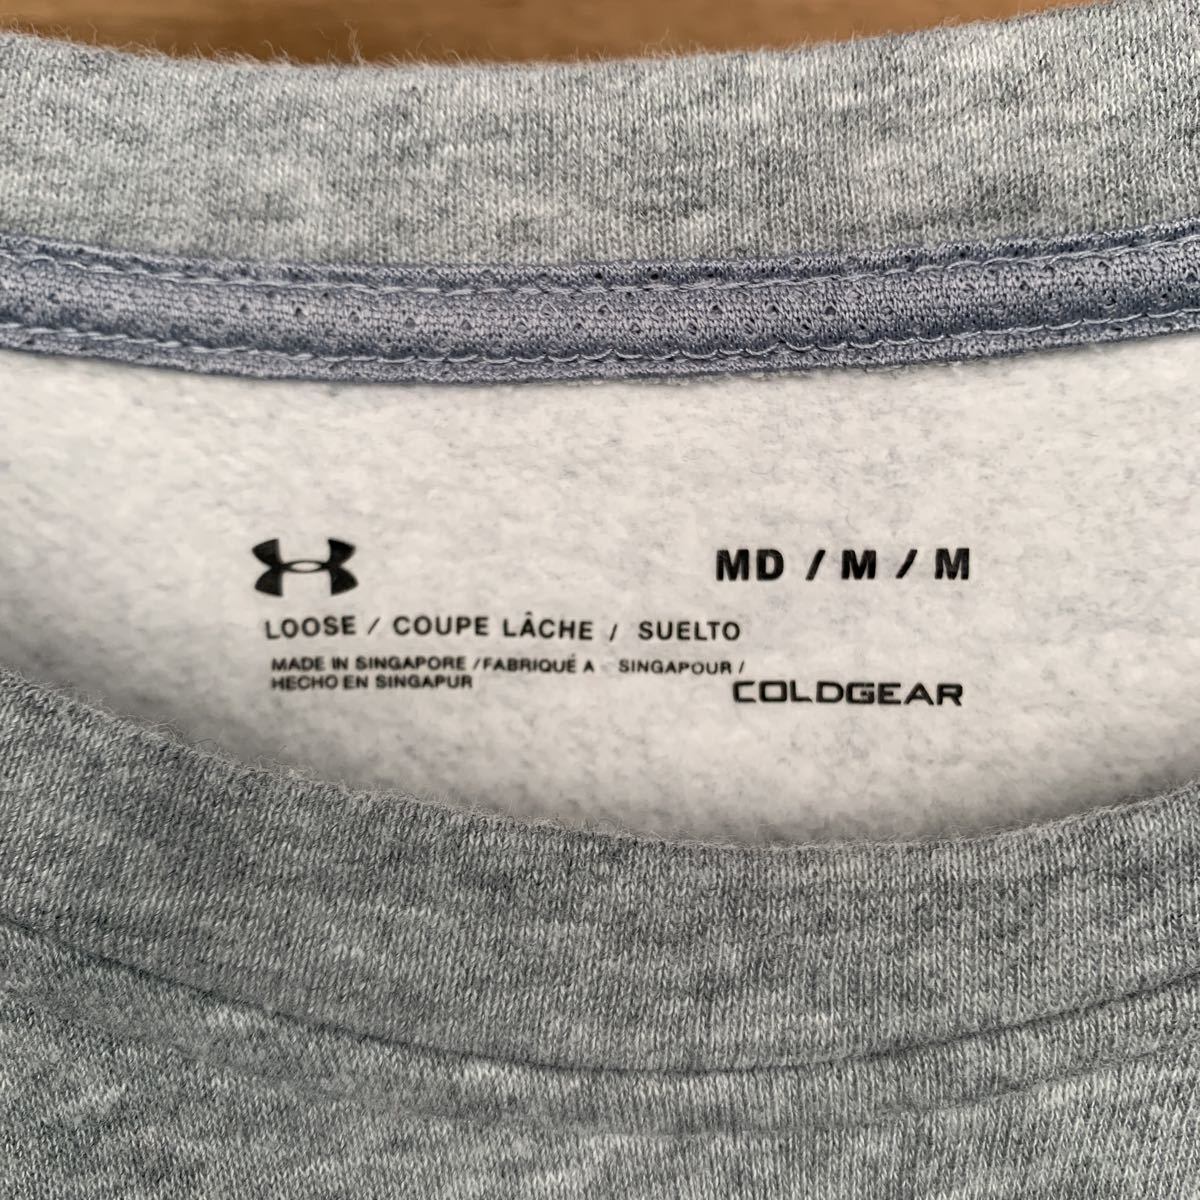 MD / M / M
LOOSE / COUPE LÂCHE / SUELTO
MADE IN SINGAPORE / FABRIQUÉ A SINGAPOUR /
HECHO EN SINGAPUR
COLDGEAR